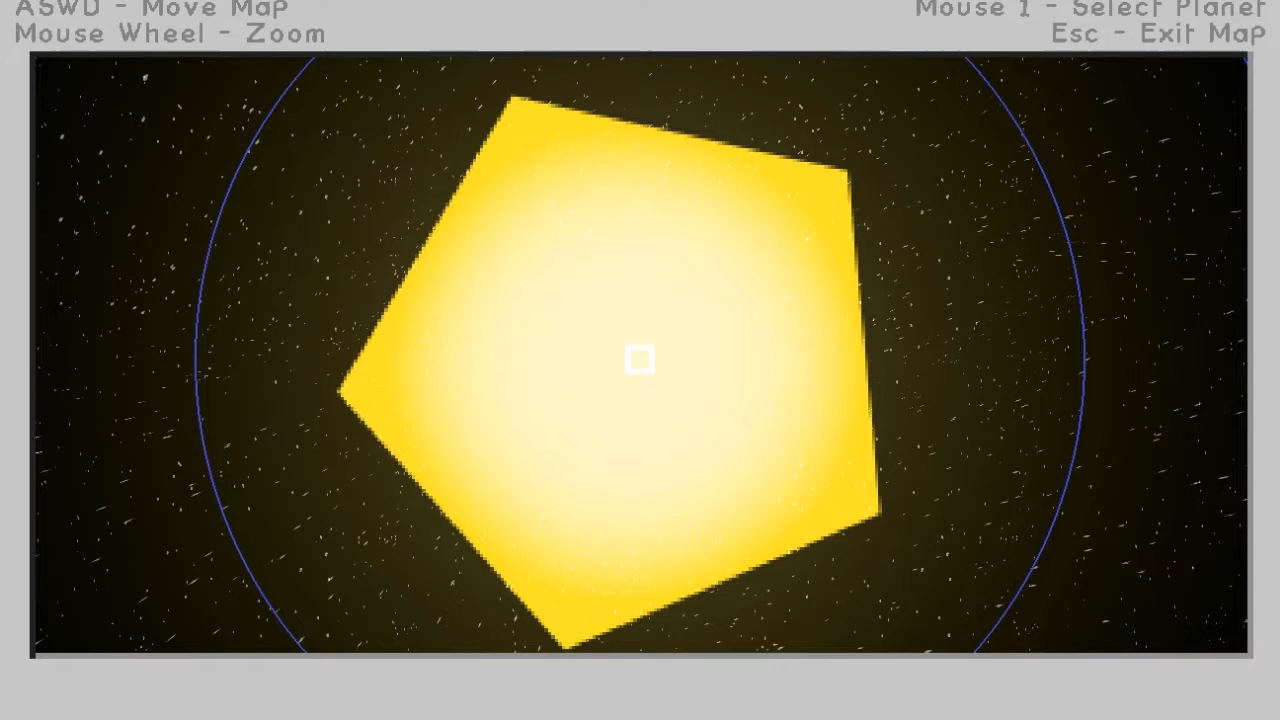 ASWD - Move Map
Mouse Wheel - Zoom
Mouse 1 - Select Planet
Esc - Exit Map